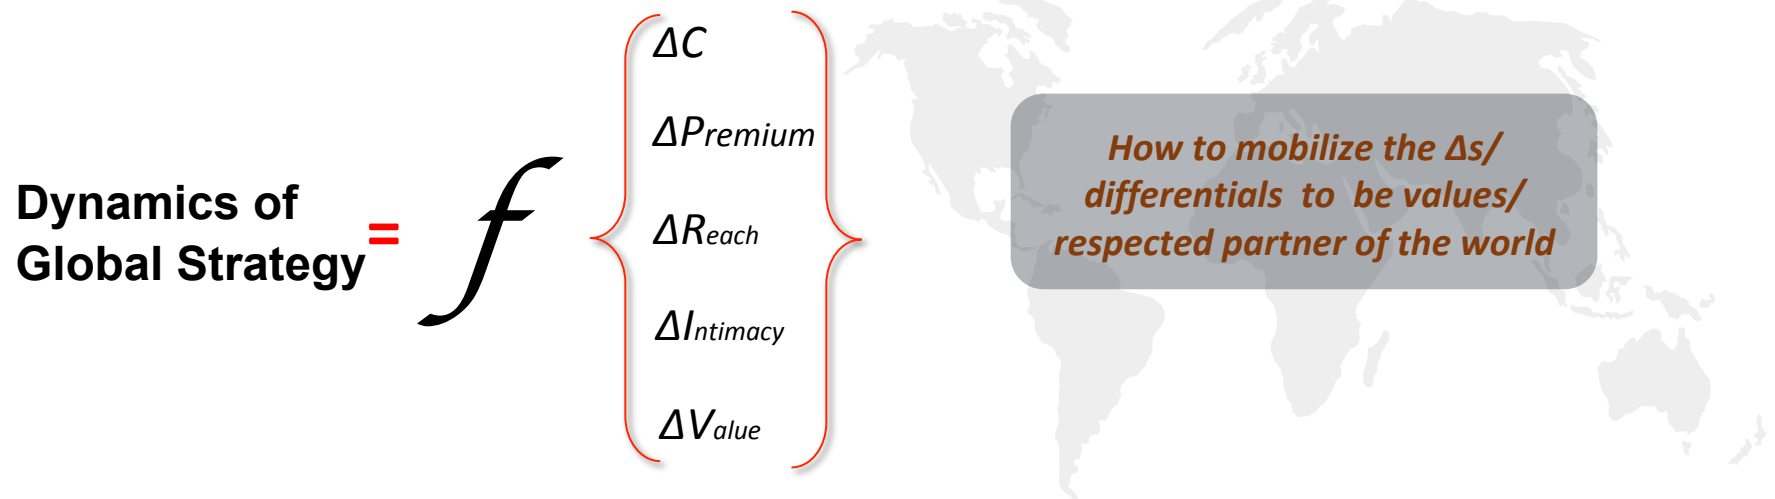 Dynamics of
Global Strategy
=
f
ΔC
ΔPremium
ΔReach
ΔIntimacy
ΔValue
How to mobilize the Δs/
differentials to be values/
respected partner of the world